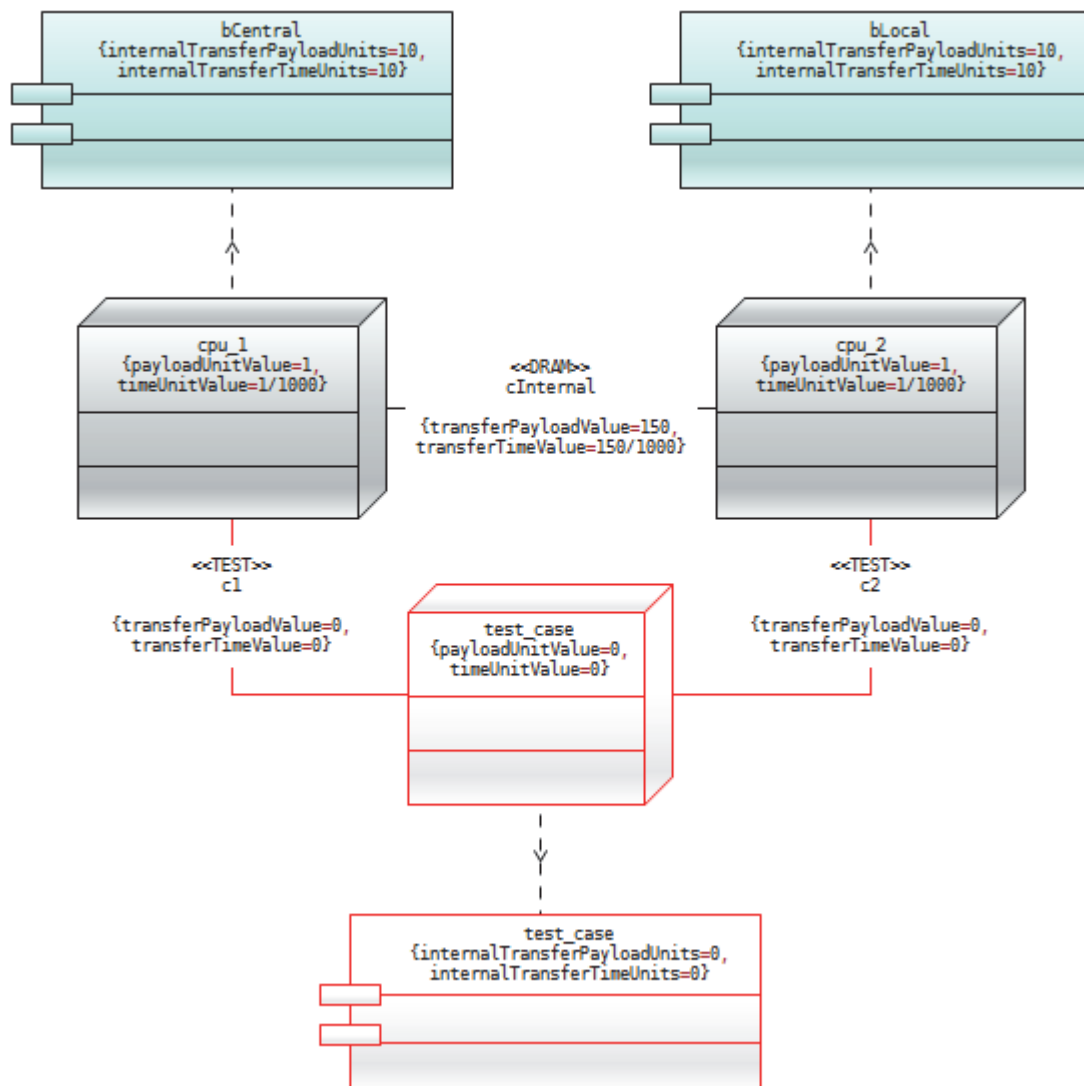 bCentral
{internalTransferPayloadUnits=10,
internalTransferTimeUnits=10}
bLocal
{internalTransferPayloadUnits=10,
internalTransferTimeUnits=10}
cpu_1
{payloadUnitValue=1,
timeUnitValue=1/1000}
<<DRAM>>
cInternal
{transferPayloadValue=150,
transferTimeValue=150/1000}
cpu_2
{payloadUnitValue=1,
timeUnitValue=1/1000}
<<TEST>>
c1
{transferPayloadValue=0,
transferTimeValue=0}
test_case
{payloadUnitValue=0,
timeUnitValue=0}
<<TEST>>
c2
{transferPayloadValue=0,
transferTimeValue=0}
test_case
{internalTransferPayloadUnits=0,
internalTransferTimeUnits=0}